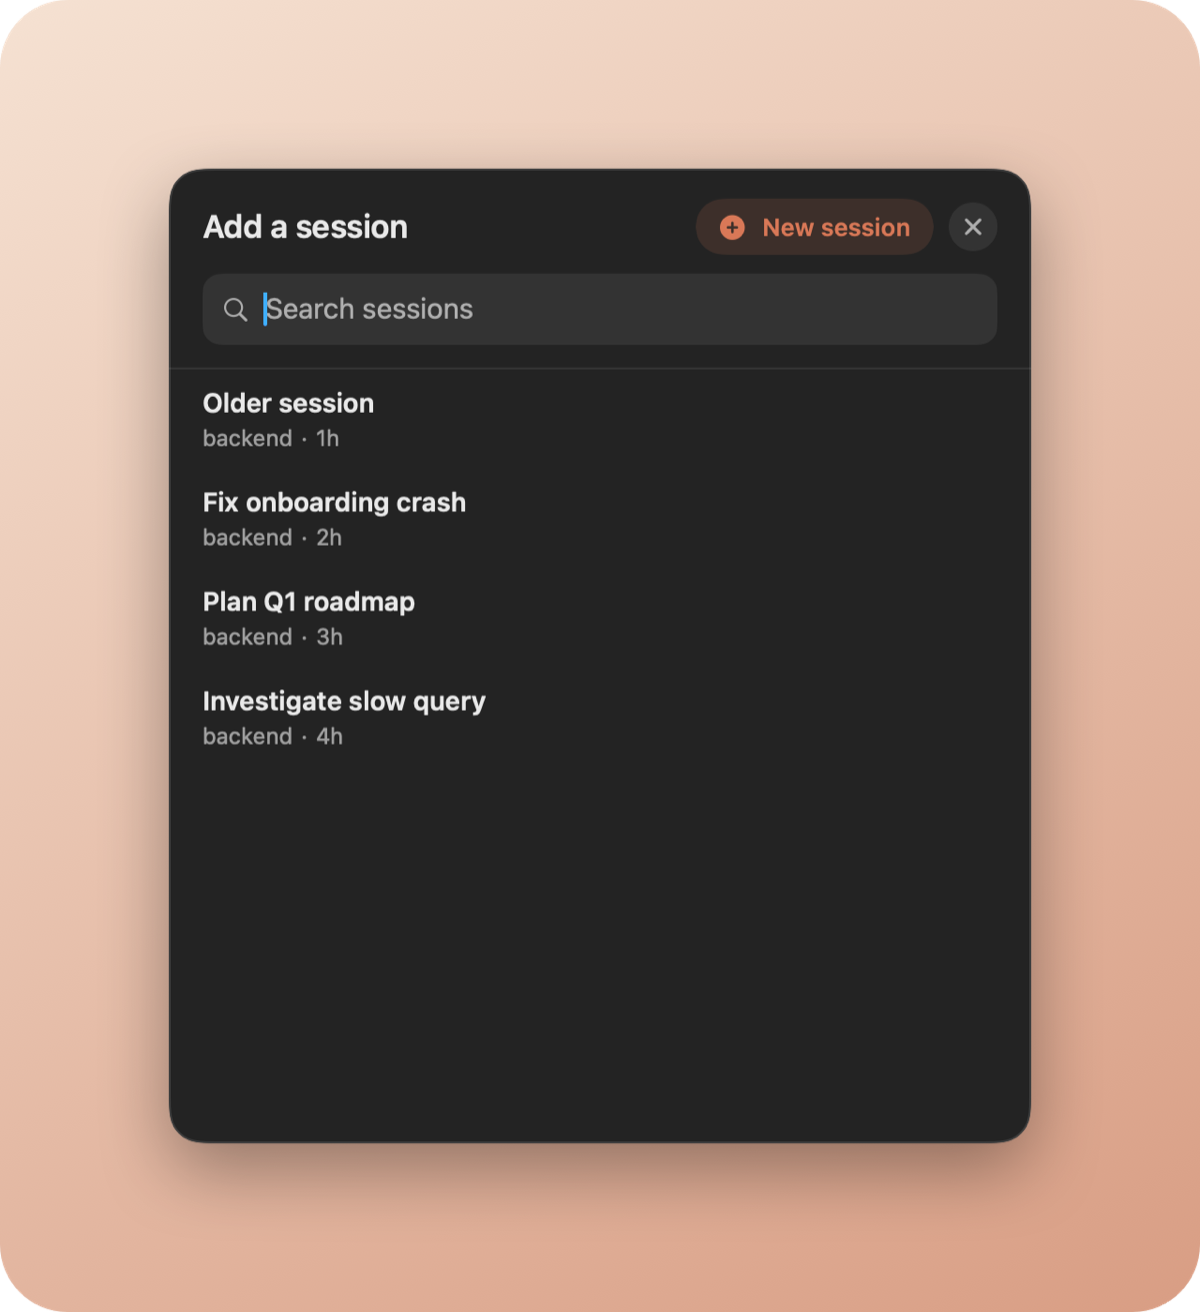 Add a session
New session
Search sessions
Older session
backend · 1h
Fix onboarding crash
backend · 2h
Plan Q1 roadmap
backend · 3h
Investigate slow query
backend · 4h